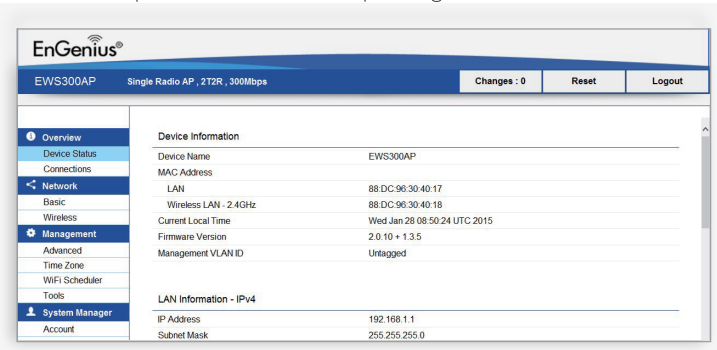 EnGenius®
EWS300AP Single Radio AP , 2T2R , 300Mbps Changes : 0 Reset Logout
Overview
Device Status
Connections
Network
Basic
Wireless
Management
Advanced
Time Zone
WiFi Scheduler
Tools
System Manager
Account
Device Information
Device Name EWS300AP
MAC Address
LAN 88:DC:96:30:40:17
Wireless LAN - 2.4GHz 88:DC:96:30:40:18
Current Local Time Wed Jan 28 08:50:24 UTC 2015
Firmware Version 2.0.10 + 1.3.5
Management VLAN ID Untagged
LAN Information - IPv4
IP Address 192.168.1.1
Subnet Mask 255.255.255.0